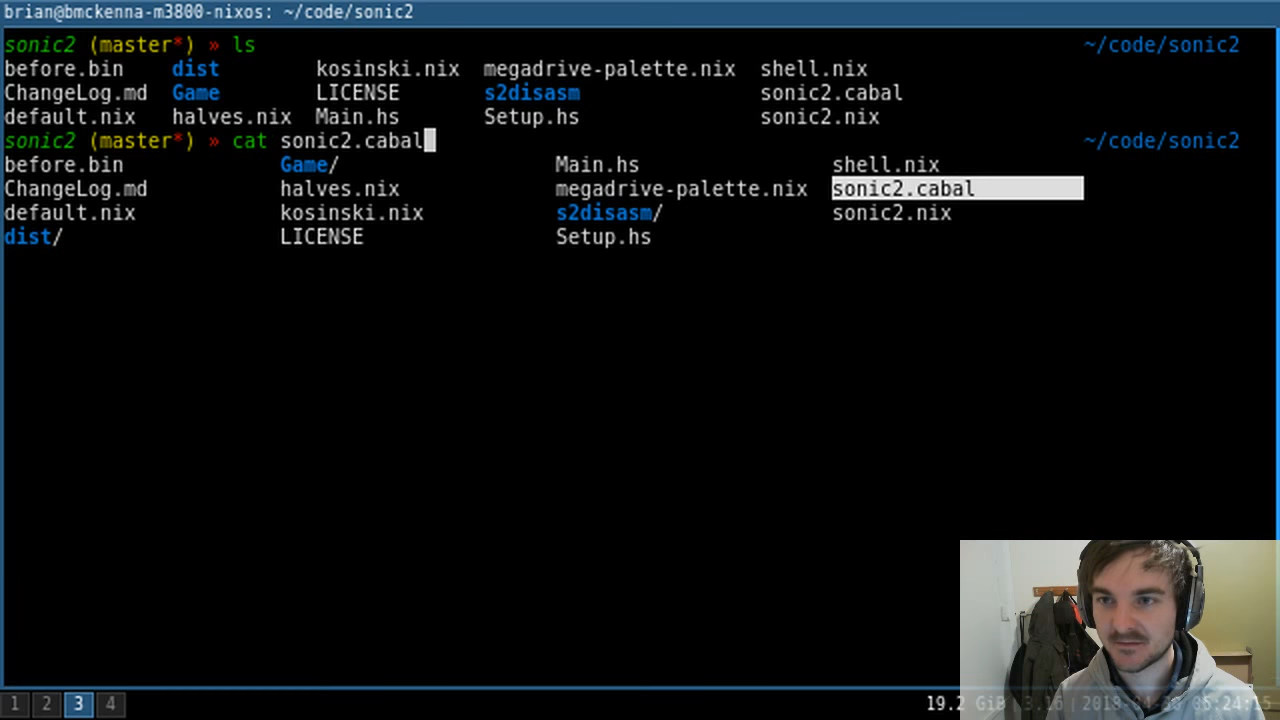 brian@bmckenna-m3800-nixos: ~/code/sonic2
sonic2 (master*) » ls ~/code/sonic2
before.bin dist kosinski.nix megadrive-palette.nix shell.nix
ChangeLog.md Game LICENSE s2disasm sonic2.cabal
default.nix halves.nix Main.hs Setup.hs sonic2.nix
sonic2 (master*) » cat sonic2.cabal ~/code/sonic2
before.bin Game/ Main.hs shell.nix
ChangeLog.md halves.nix megadrive-palette.nix sonic2.cabal
default.nix kosinski.nix s2disasm/ sonic2.nix
dist/ LICENSE Setup.hs
1 2 3 4 19.2 GiB | 3.16 |